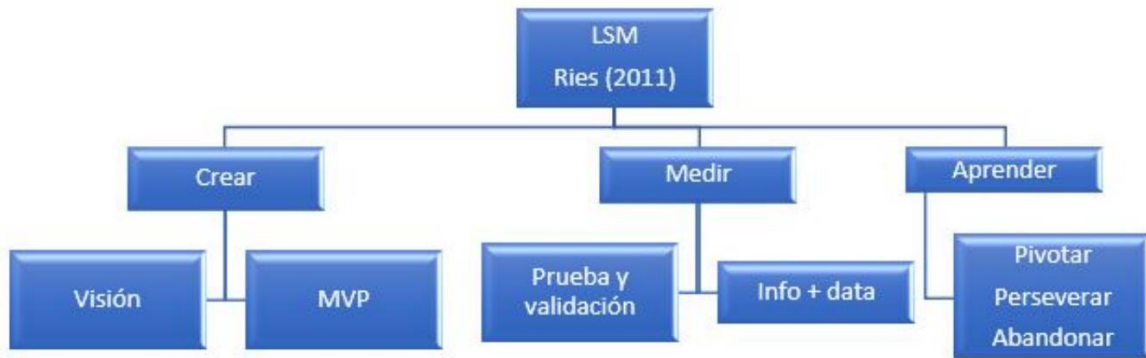 LSM
Ries (2011)
Crear
Medir
Aprender
Visión
MVP
Prueba y
validación
Info + data
Pivotar
Perseverar
Abandonar